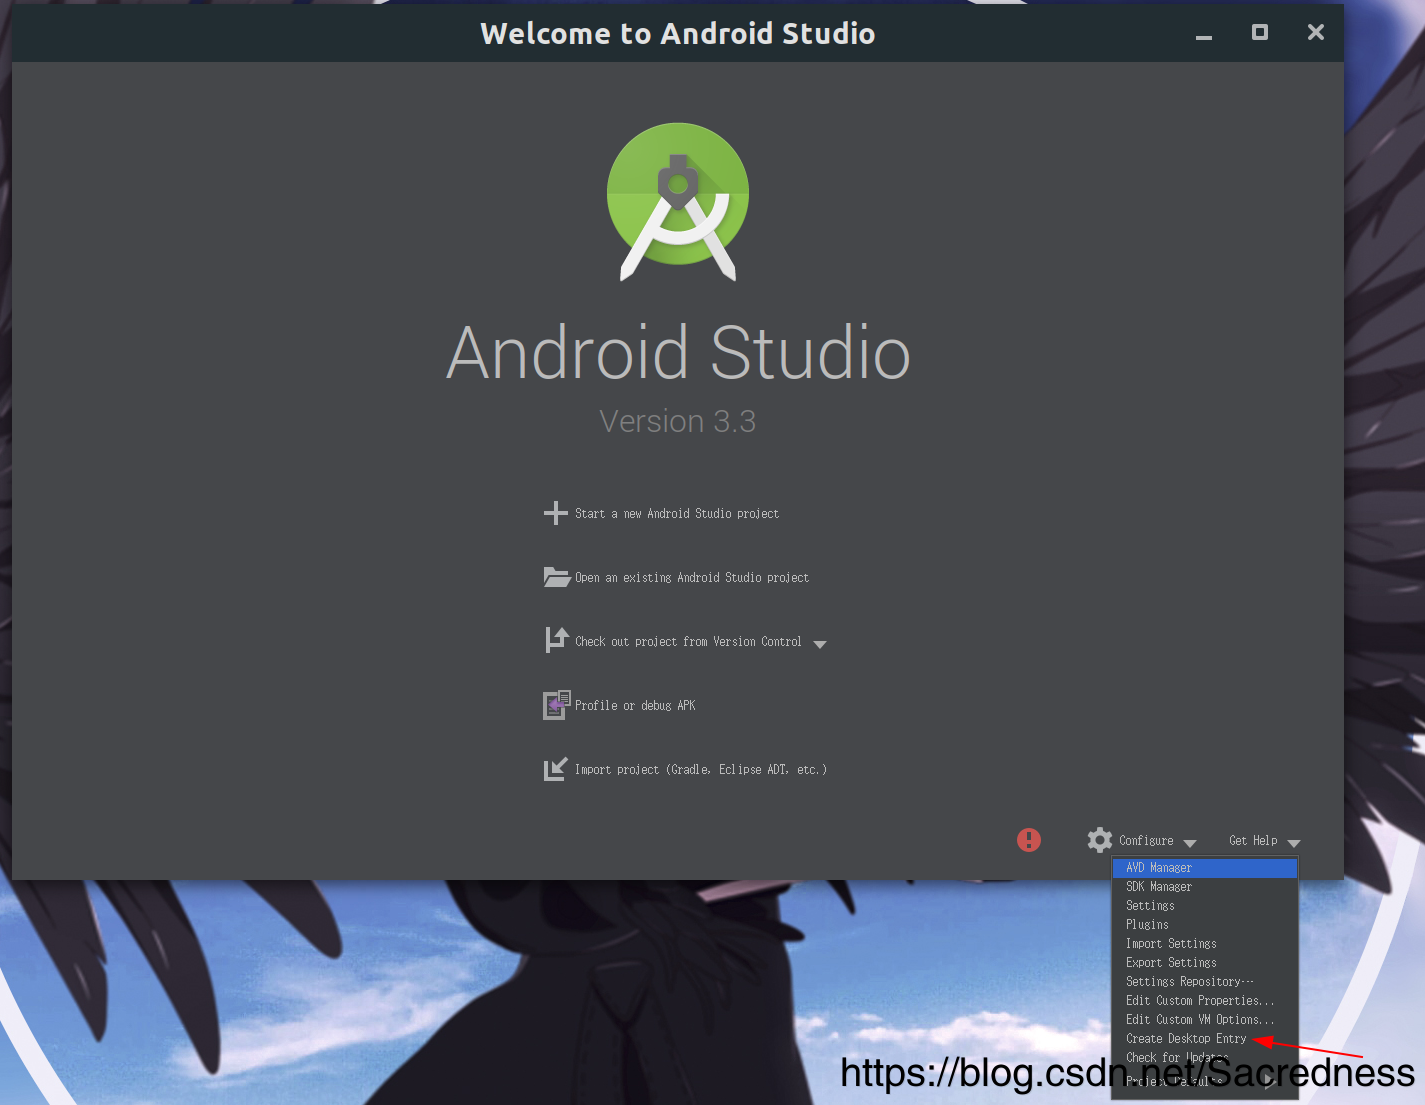 Welcome to Android Studio
Android Studio
Version 3.3
Start a new Android Studio project
Open an existing Android Studio project
Check out project from Version Control
Profile or debug APK
Import project (Gradle, Eclipse ADT, etc.)
Configure
Get Help
AVD Manager
SDK Manager
Settings
Plugins
Import Settings
Export Settings
Settings Repository...
Edit Custom Properties...
Edit Custom VM Options...
Create Desktop Entry
Check for Updates
Project Defaults
https://blog.csdn.net/Sacredness